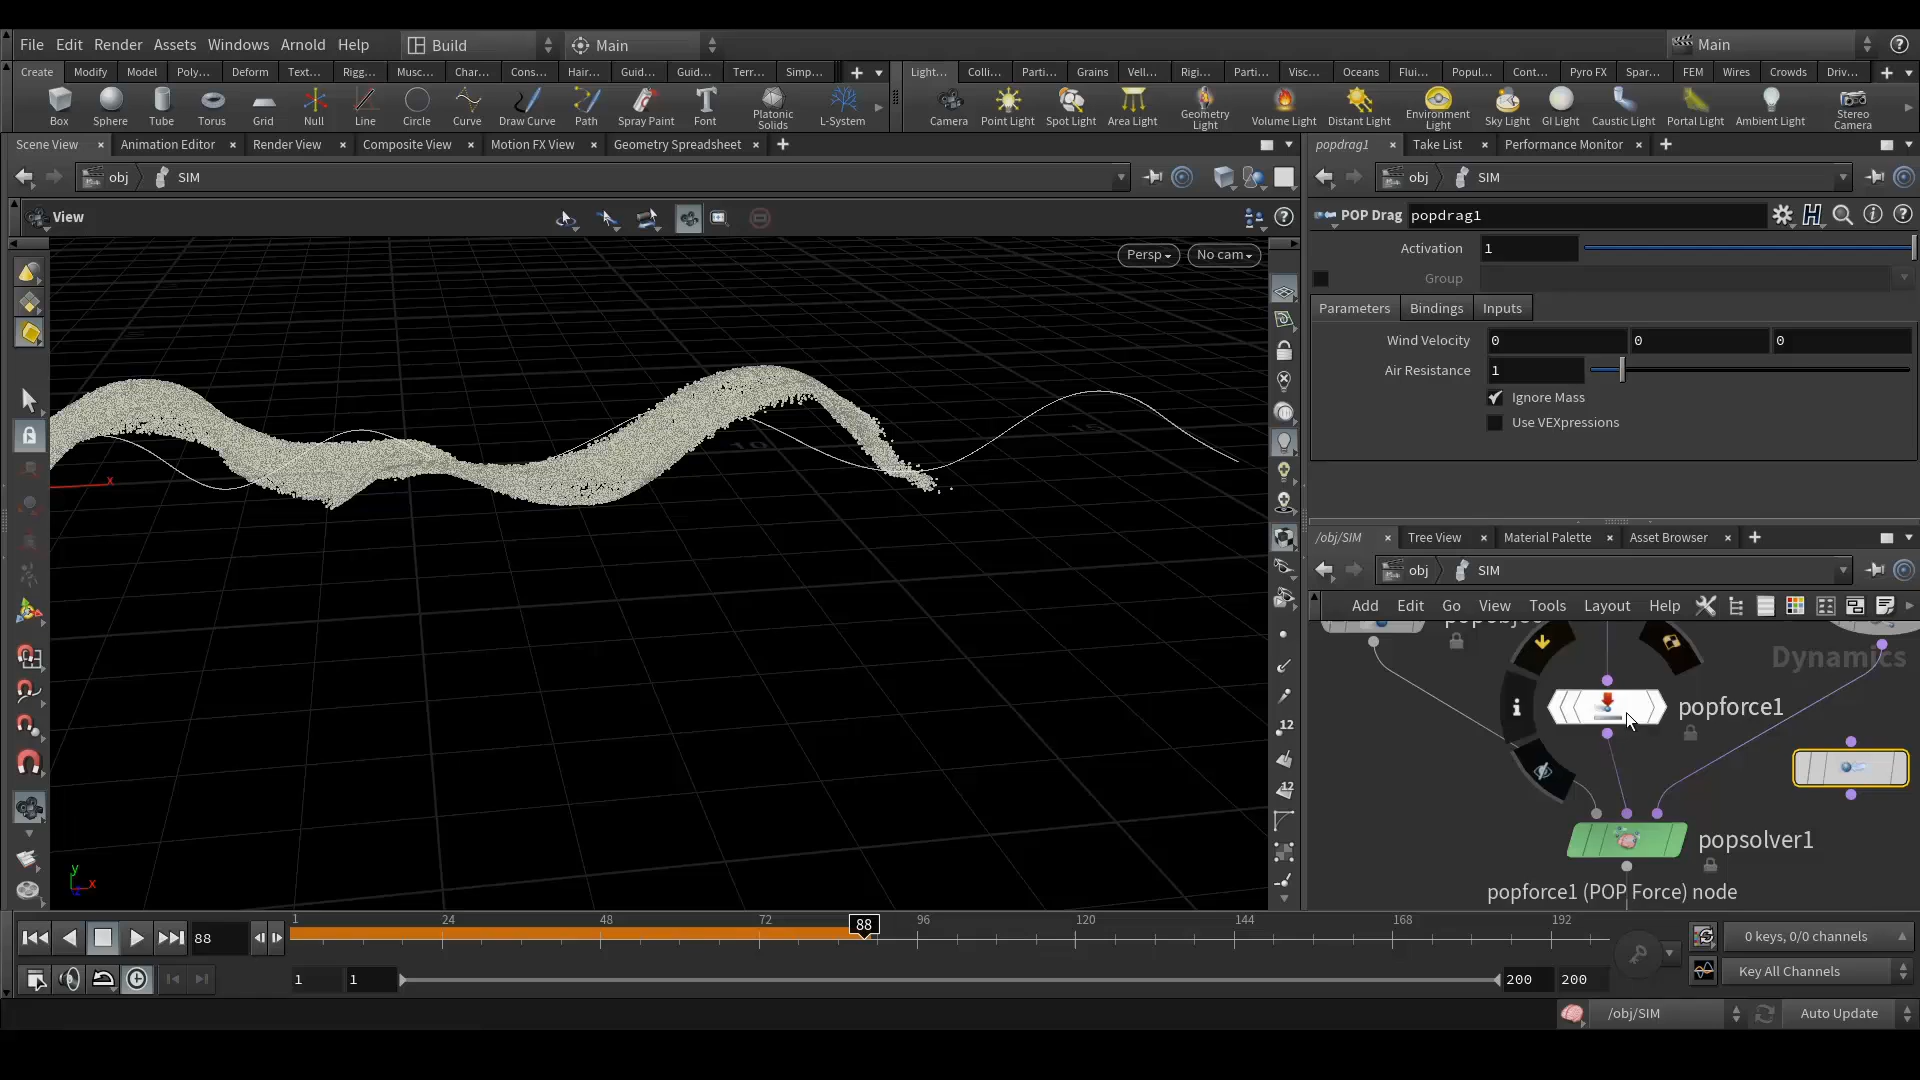 File Edit Render Assets Windows Arnold Help Build Main Main
Create Modify Model Poly... Deform Text... Rigg... Musc... Char... Cons... Hair... Guid... Guid... Terr... Simp... Light... Colli... Parti... Grains Vell... Rigi... Parti... Visc... Oceans Flui... Popul... Cont... Pyro FX Spar... FEM Wires Crowds Driv...
Box Sphere Tube Torus Grid Null Line Circle Curve Draw Curve Path Spray Paint Font Platonic Solids L-System Camera Point Light Spot Light Area Light Geometry Light Volume Light Distant Light Environment Light Sky Light GI Light Caustic Light Portal Light Ambient Light Stereo Camera
Scene View Animation Editor Render View Composite View Motion FX View Geometry Spreadsheet
popdrag1 Take List Performance Monitor
obj SIM
obj SIM
View
POP Drag popdrag1
Persp No cam
Activation 1
Group
Parameters Bindings Inputs
Wind Velocity 0 0 0
Air Resistance 1
Ignore Mass
Use VEXpressions
10 15
x
/obj/SIM Tree View Material Palette Asset Browser
obj SIM
Add Edit Go View Tools Layout Help
Dynamics
popforce1
popsolver1
popforce1 (POP Force) node
12
12
y
x
1 24 48 72 88 96 120 144 168 192
88
0 keys, 0/0 channels
1 1 200 200
Key All Channels
/obj/SIM Auto Update